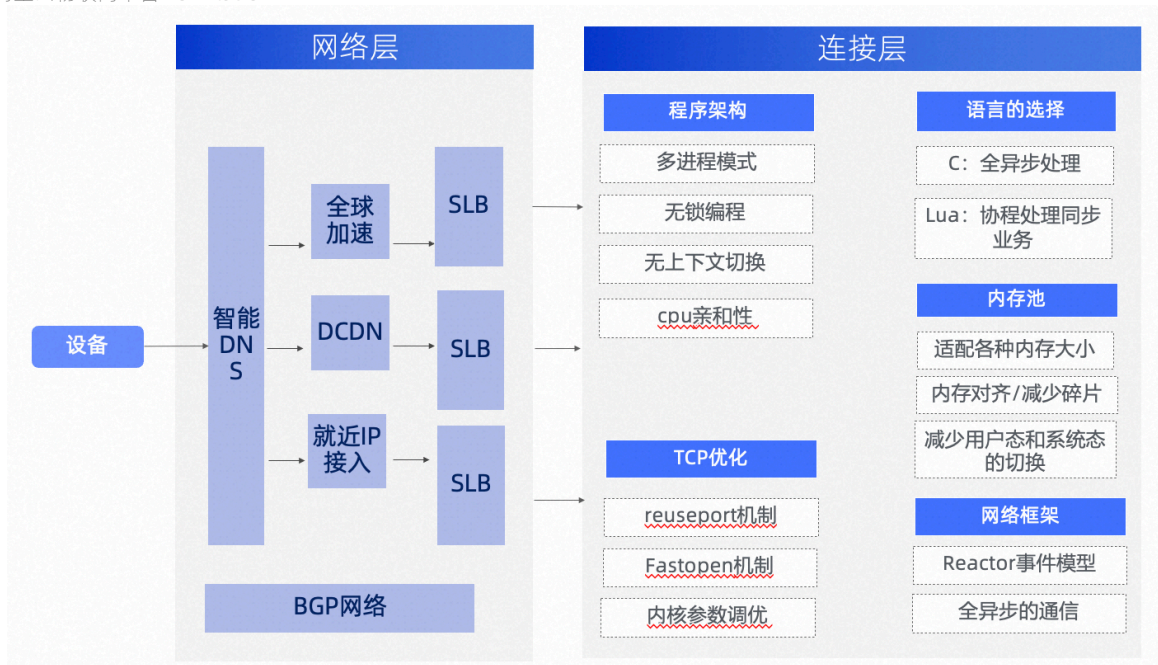 网络层
连接层
设备
智能
DN
S
全球
加速
SLB
DCDN
SLB
就近IP
接入
SLB
BGP网络
程序架构
多进程模式
无锁编程
无上下文切换
cpu亲和性
TCP优化
reuseport机制
Fastopen机制
内核参数调优
语言的选择
C：全异步处理
Lua：协程处理同步
业务
内存池
适配各种内存大小
内存对齐/减少碎片
减少用户态和系统态
的切换
网络框架
Reactor事件模型
全异步的通信